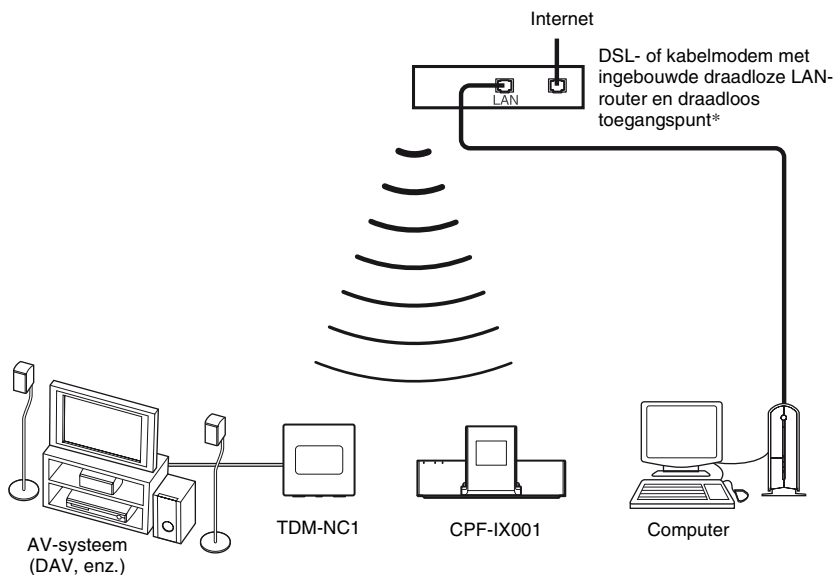 Internet
DSL- of kabelmodem met
ingebouwde draadloze LAN-
router en draadloos
toegangspunt*
LAN
TDM-NC1
CPF-IX001
Computer
AV-systeem
(DAV, enz.)